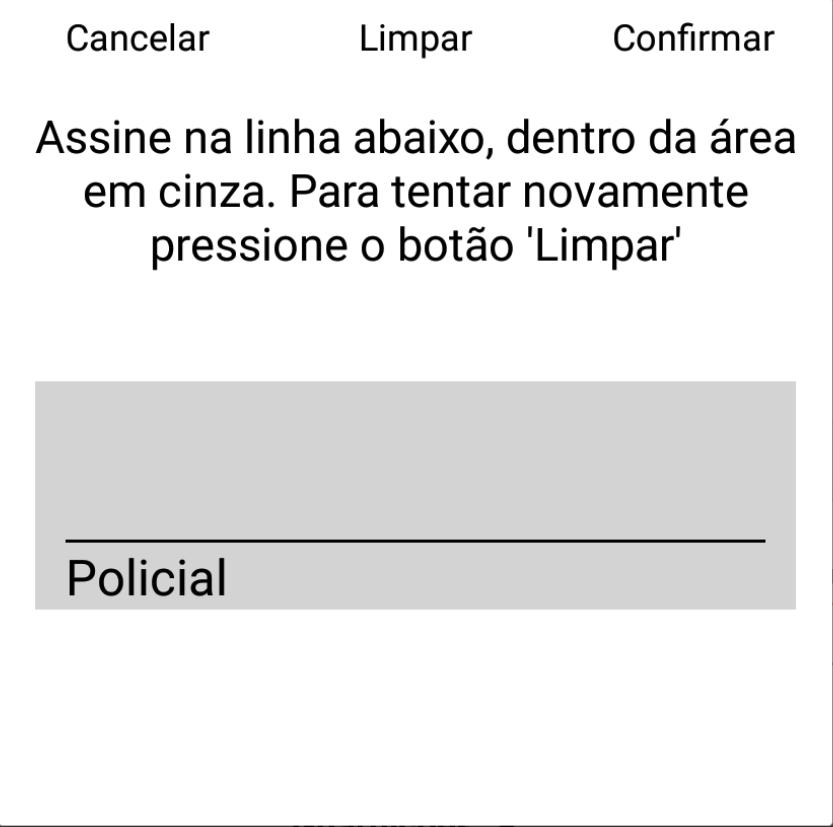 Cancelar Limpar Confirmar
Assine na linha abaixo, dentro da área
em cinza. Para tentar novamente
pressione o botão 'Limpar'
Policial